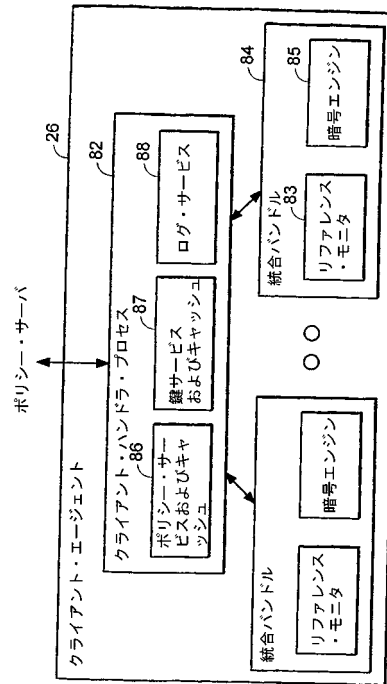 ポリシー・サーバ
クライアント・エージェント
26
クライアント・ハンドラ・プロセス
82
86
ポリシー・サー
ビスおよびキャ
ッシュ
87
鍵サービス
およびキャッシュ
88
ログ・サービス
統合バンドル
リファレンス
・モニタ
暗号エンジン
統合バンドル
84
83
リファレンス
・モニタ
85
暗号エンジン